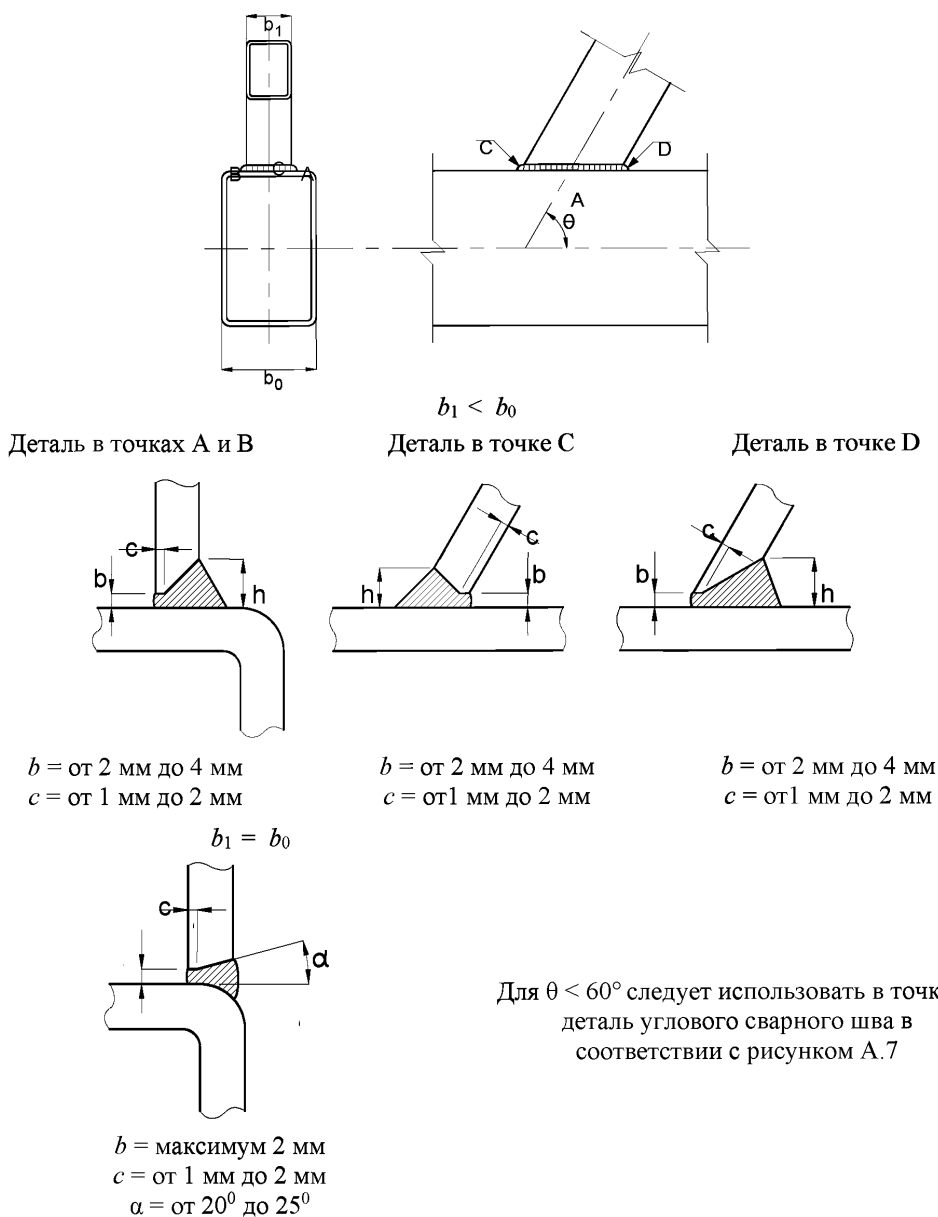 b1
C D
B C A
A
θ
b0
b1 < b0
Деталь в точках А и В Деталь в точке С Деталь в точке D
c c c
b b b
h h h
b = от 2 мм до 4 мм b = от 2 мм до 4 мм b = от 2 мм до 4 мм
c = от 1 мм до 2 мм c = от1 мм до 2 мм c = от1 мм до 2 мм
b1 = b0
c
α
Для θ < 60° следует использовать в точк
деталь углового сварного шва в
соответствии с рисунком А.7
b = максимум 2 мм
c = от 1 мм до 2 мм
α = от 20⁰ до 25⁰